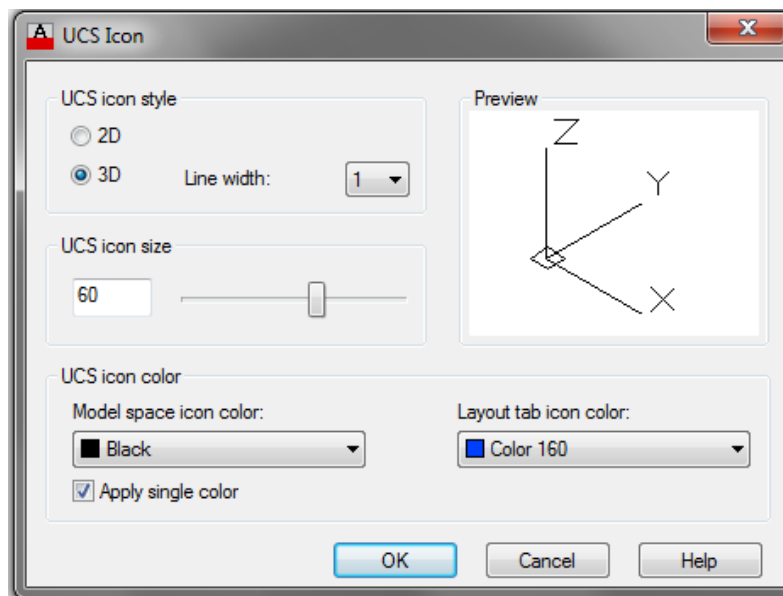 UCS Icon
UCS icon style
2D
3D
Line width:
1
Preview
Z
Y
X
UCS icon size
60
UCS icon color
Model space icon color:
Black
Apply single color
Layout tab icon color:
Color 160
OK
Cancel
Help